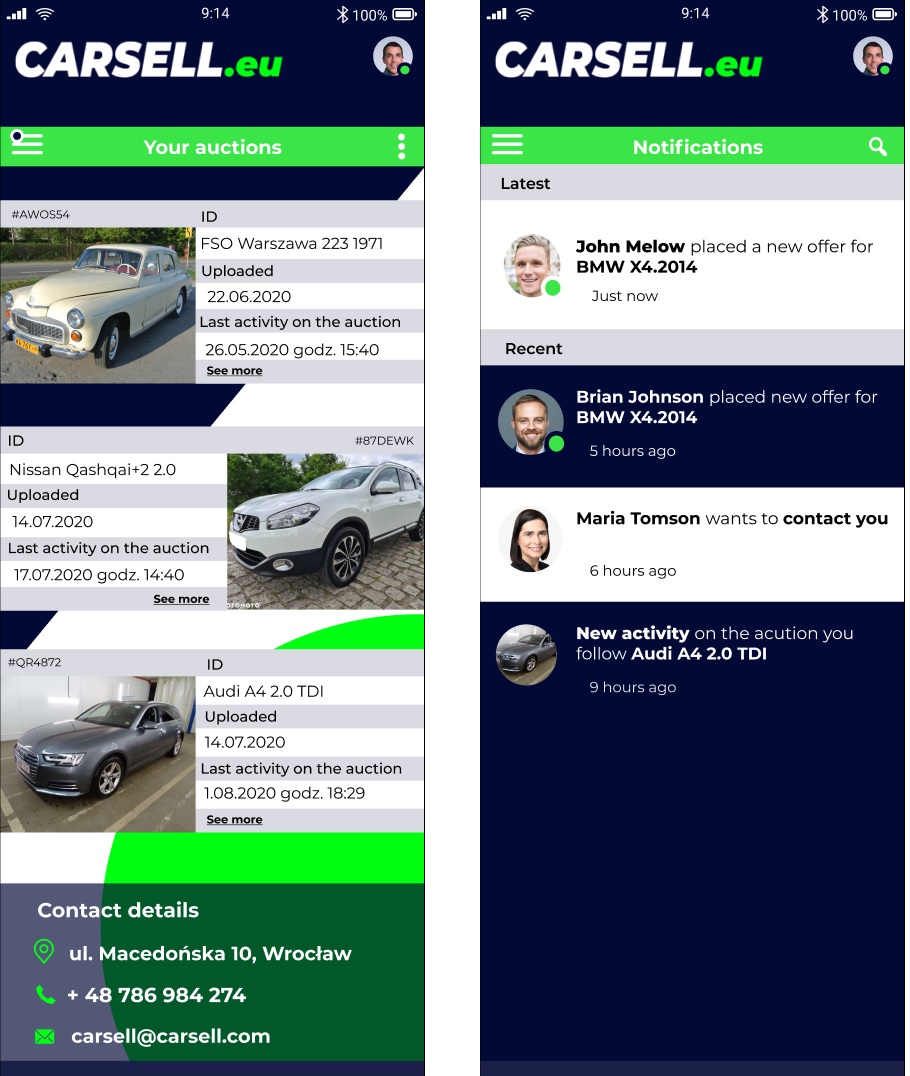 9:14
100%
CARSELL.eu
Your auctions
#AWOS54
ID
FSO Warszawa 223 1971
Uploaded
22.06.2020
Last activity on the auction
26.05.2020 godz. 15:40
See more
ID
#87DEWK
Nissan Qashqai+2 2.0
Uploaded
14.07.2020
Last activity on the auction
17.07.2020 godz. 14:40
See more
#QR4872
ID
Audi A4 2.0 TDI
Uploaded
14.07.2020
Last activity on the auction
1.08.2020 godz. 18:29
See more
Contact details
ul. Macedońska 10, Wrocław
+ 48 786 984 274
carsell@carsell.com
9:14
100%
CARSELL.eu
Notifications
Latest
John Melow placed a new offer for
BMW X4.2014
Just now
Recent
Brian Johnson placed new offer for
BMW X4.2014
5 hours ago
Maria Tomson wants to contact you
6 hours ago
New activity on the acution you
follow Audi A4 2.0 TDI
9 hours ago